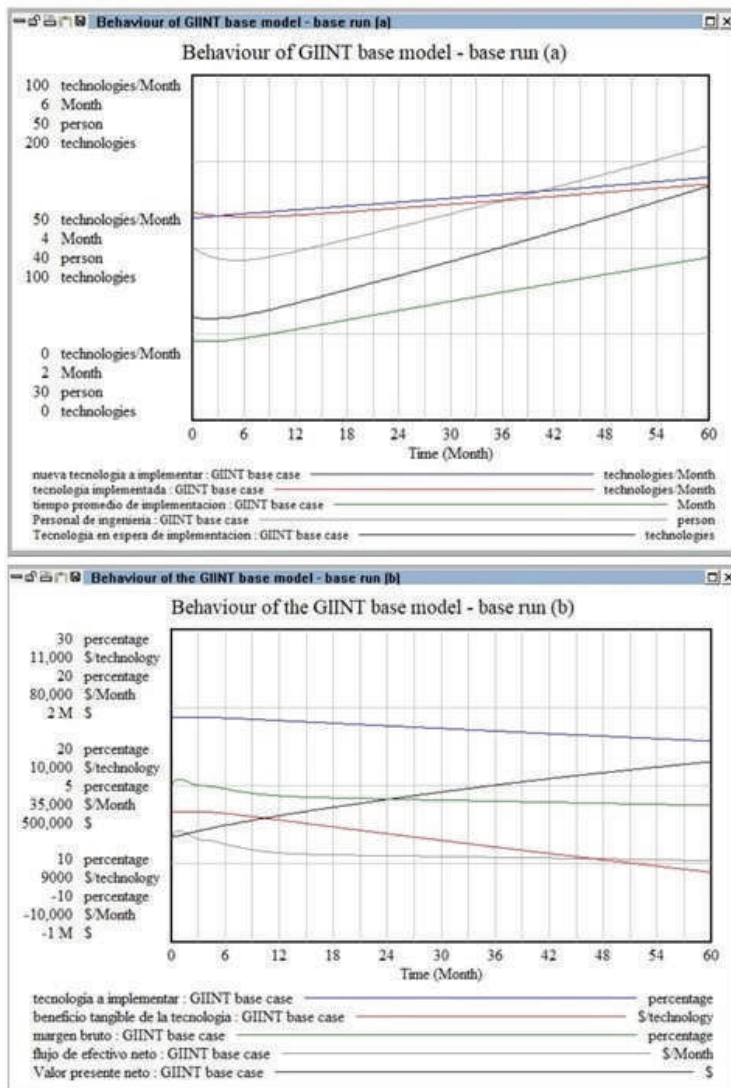 Behaviour of GIINT base model - base run (a)
Behaviour of GIINT base model - base run (a)
100 technologies/Month
6 Month
50 person
200 technologies
50 technologies/Month
4 Month
40 person
100 technologies
0 technologies/Month
2 Month
30 person
0 technologies
0 6 12 18 24 30 36 42 48 54 60
Time (Month)
nueva tecnologia a implementar : GIINT base case technologies/Month
tecnologia implementada : GIINT base case technologies/Month
tiempo promedio de implementacion : GIINT base case Month
Personal de ingenieria : GIINT base case person
Tecnologia en espera de implementacion : GIINT base case technologies
Behaviour of the GIINT base model - base run (b)
Behaviour of the GIINT base model - base run (b)
30 percentage
11,000 $/technology
20 percentage
80,000 $/Month
2 M $
20 percentage
10,000 $/technology
5 percentage
35,000 $/Month
500,000 $
10 percentage
9000 $/technology
-10 percentage
-10,000 $/Month
-1 M $
0 6 12 18 24 30 36 42 48 54 60
Time (Month)
tecnologia a implementar : GIINT base case percentage
beneficio tangible de la tecnologia : GIINT base case $/technology
margen bruto : GIINT base case percentage
flujo de efectivo neto : GIINT base case $/Month
Valor presente neto : GIINT base case $